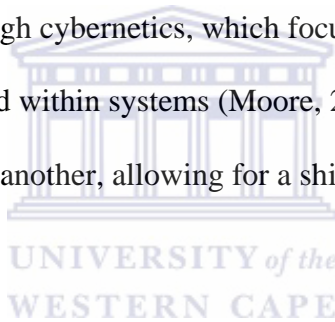 gh cybernetics, which focu
d within systems (Moore, 2
another, allowing for a shi
UNIVERSITY of the
WESTERN CAPE